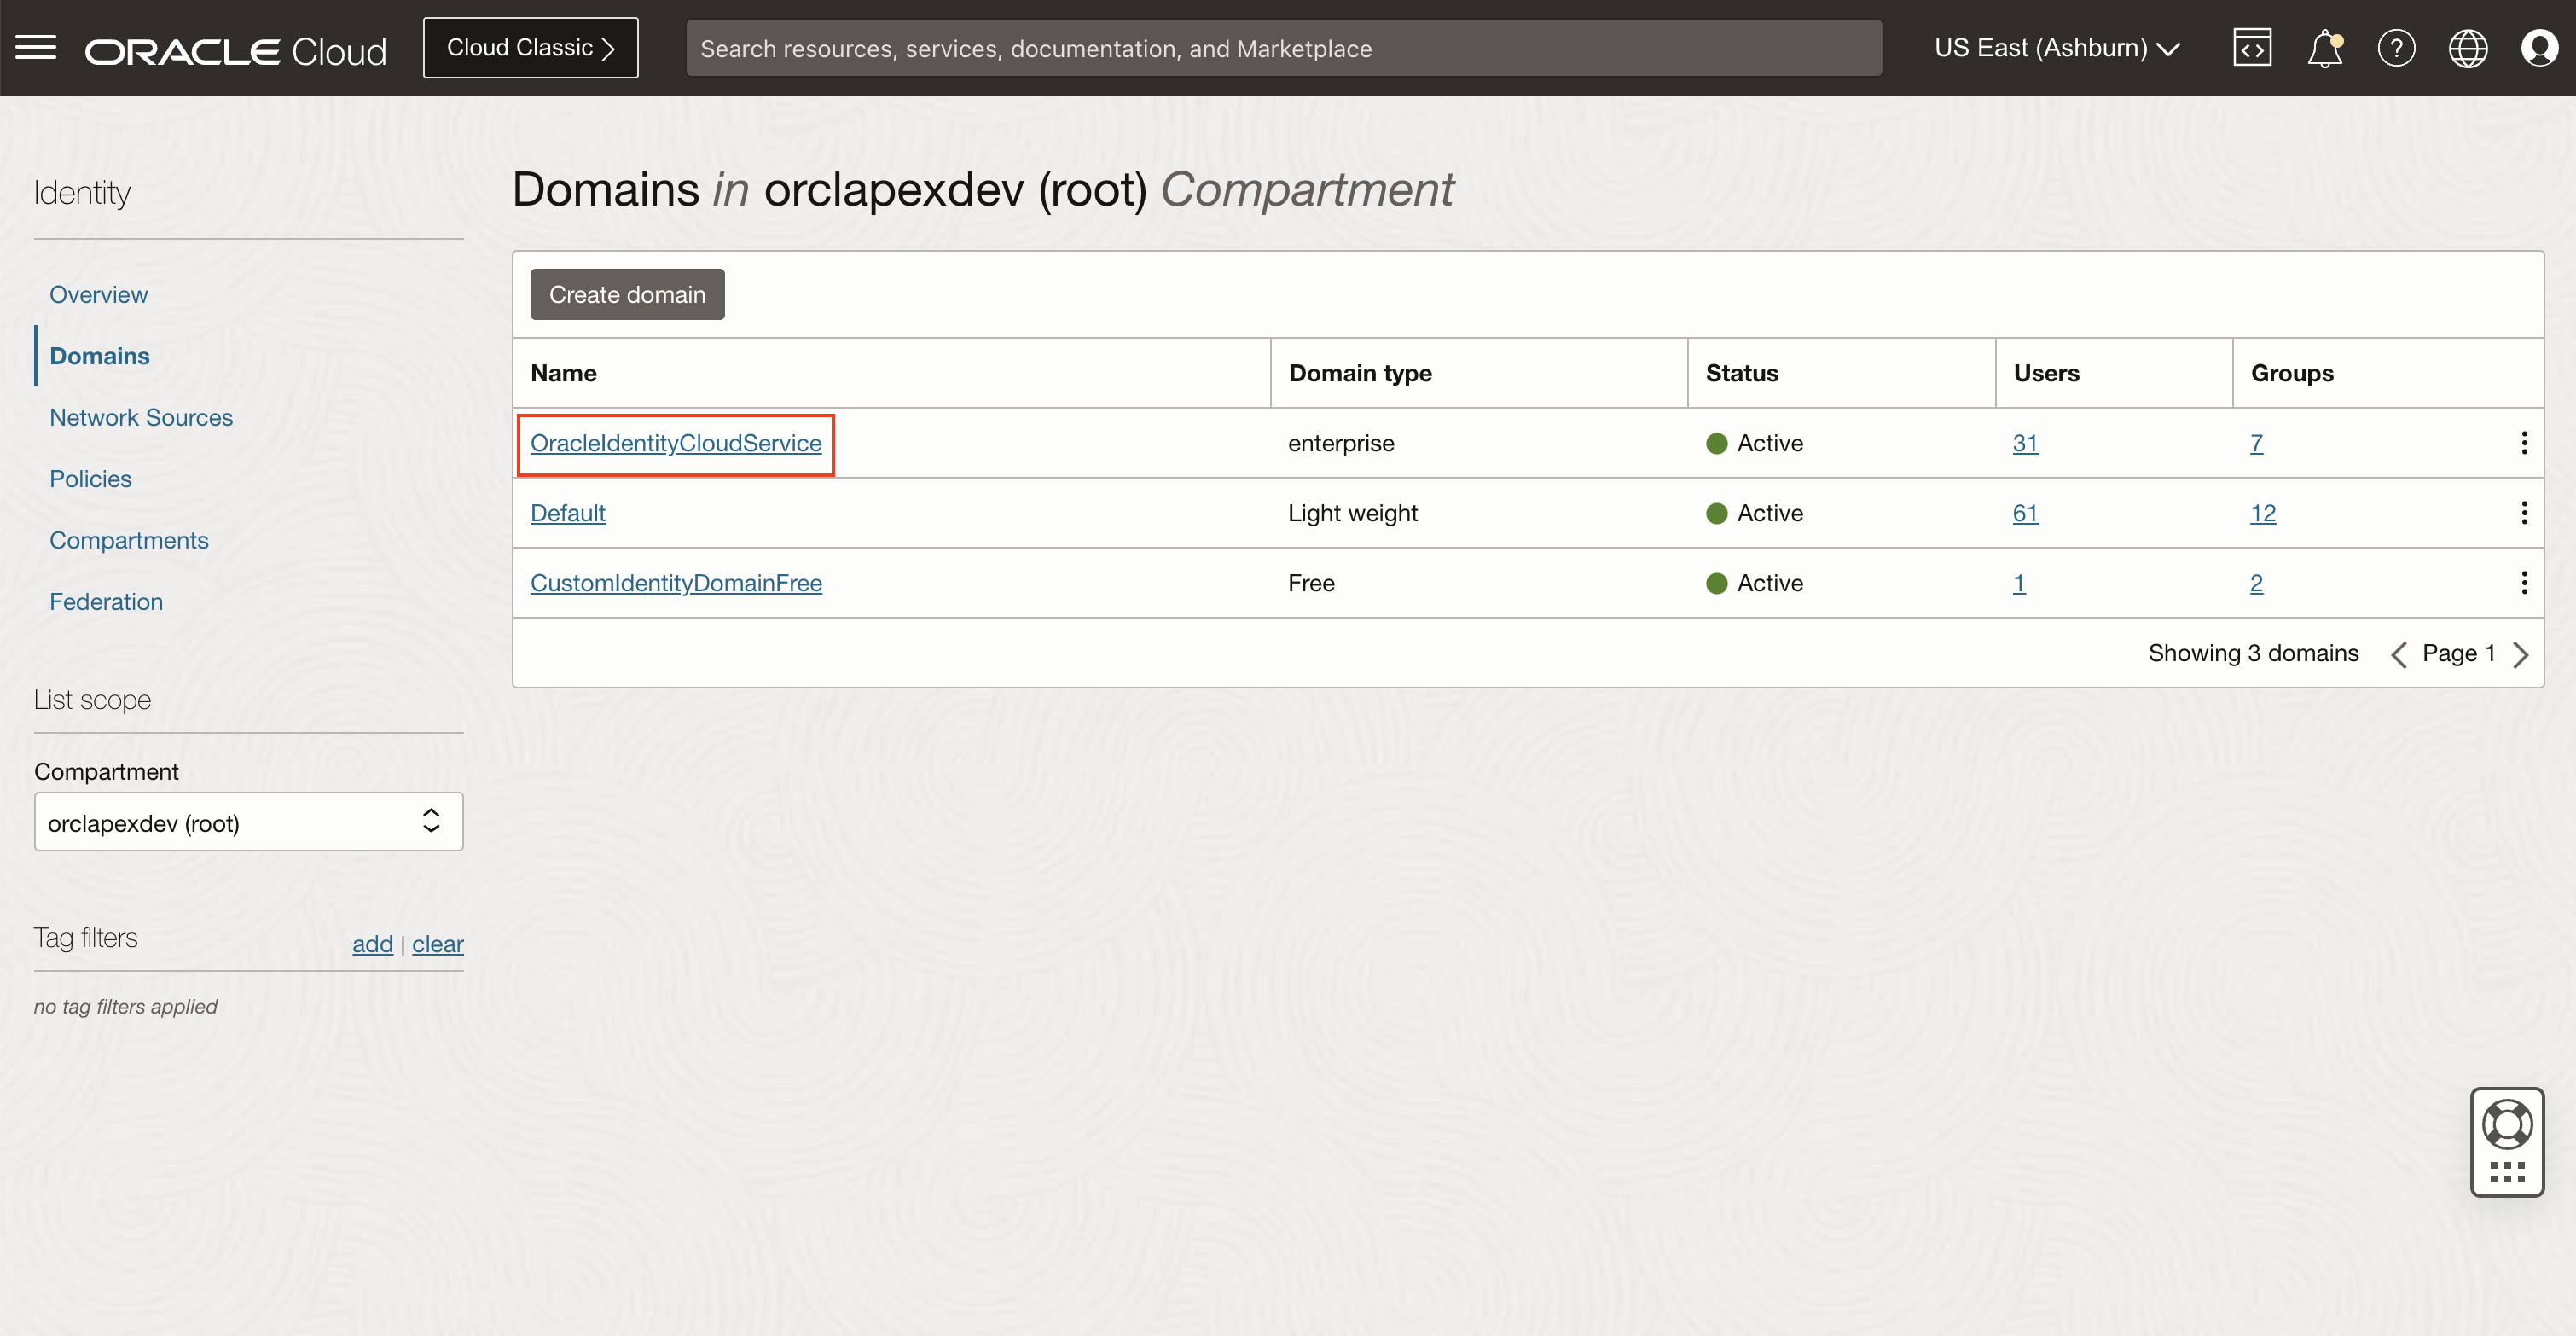 ORACLE Cloud
Cloud Classic
Search resources, services, documentation, and Marketplace
US East (Ashburn)
Identity
Overview
Domains
Network Sources
Policies
Compartments
Federation
List scope
Compartment
orclapexdev (root)
Tag filters
add | clear
no tag filters applied
Domains in orclapexdev (root) Compartment
Create domain
Name Domain type Status Users Groups
OracleIdentityCloudService enterprise Active 31 7
Default Light weight Active 61 12
CustomIdentityDomainFree Free Active 1 2
Showing 3 domains Page 1